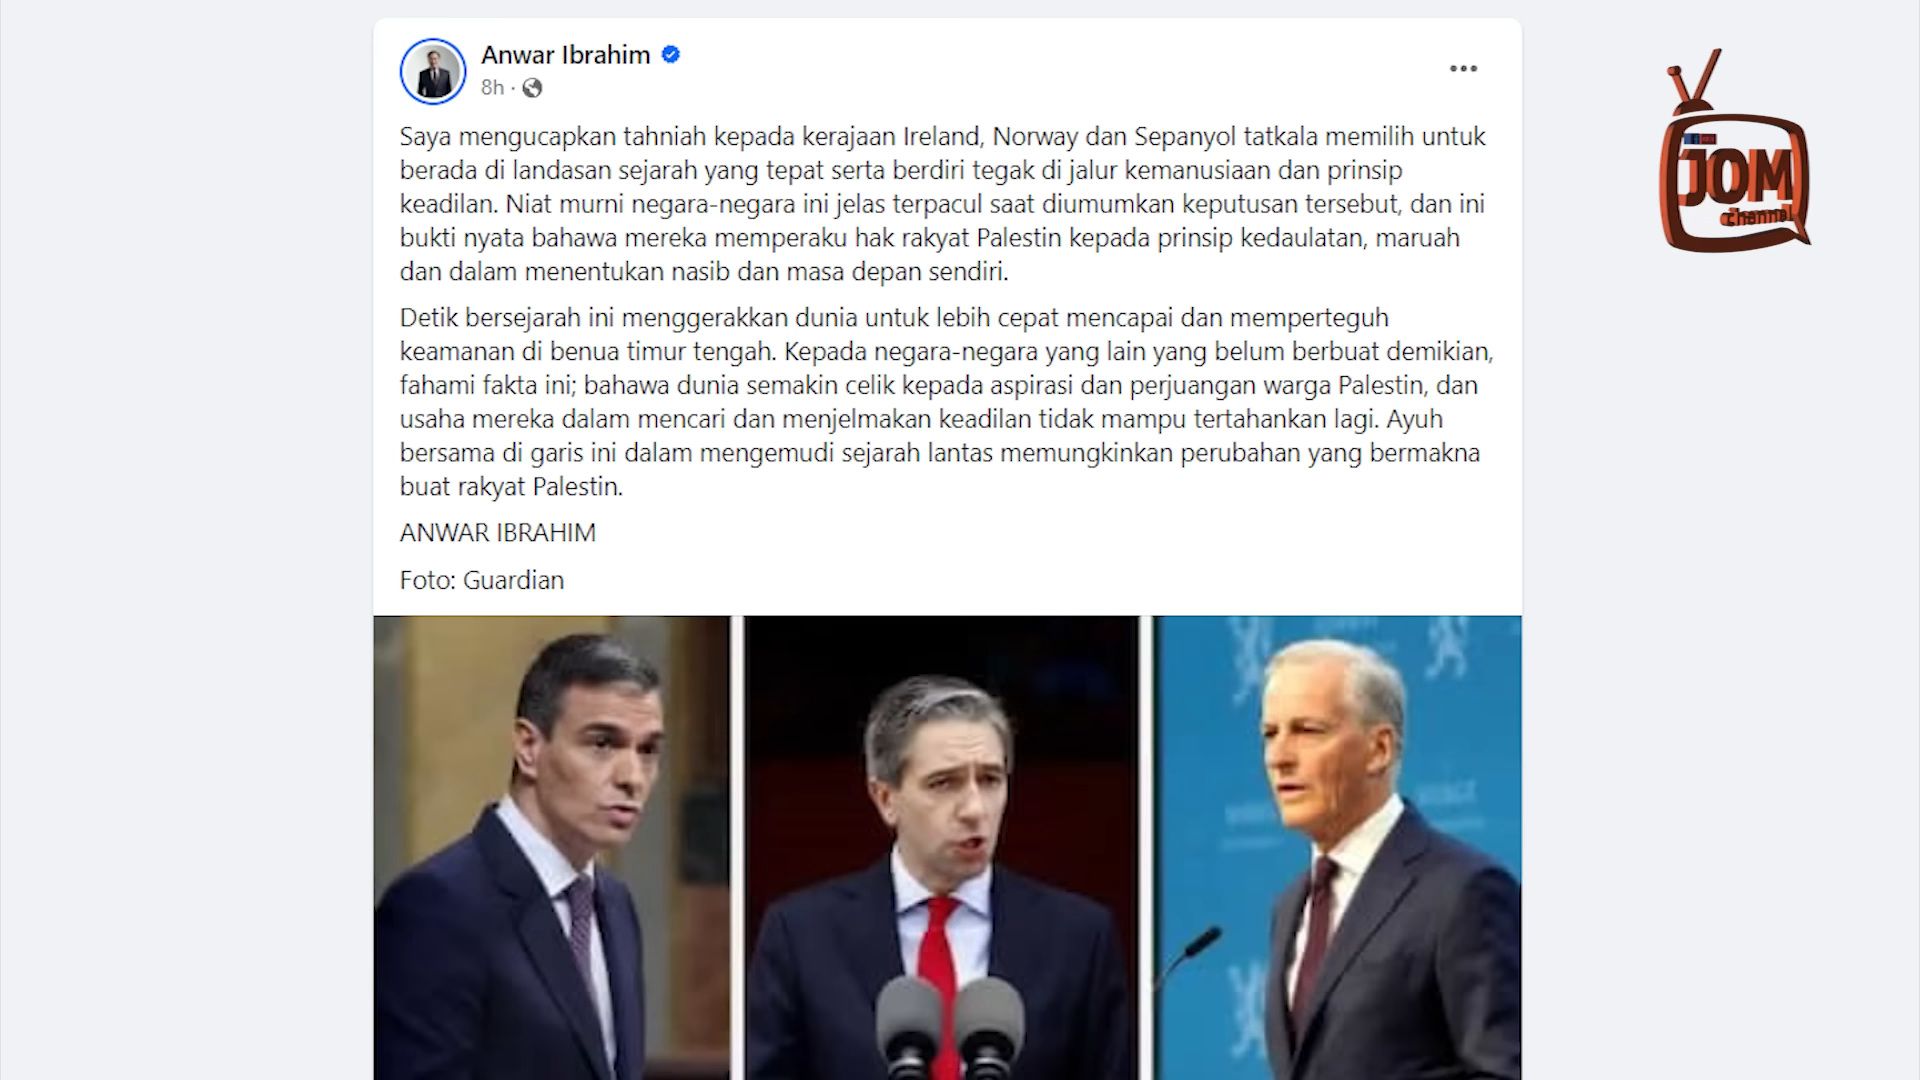 Anwar Ibrahim
8h ·
Saya mengucapkan tahniah kepada kerajaan Ireland, Norway dan Sepanyol tatkala memilih untuk
berada di landasan sejarah yang tepat serta berdiri tegak di jalur kemanusiaan dan prinsip
keadilan. Niat murni negara-negara ini jelas terpacul saat diumumkan keputusan tersebut, dan ini
bukti nyata bahawa mereka memperaku hak rakyat Palestin kepada prinsip kedaulatan, maruah
dan dalam menentukan nasib dan masa depan sendiri.
Detik bersejarah ini menggerakkan dunia untuk lebih cepat mencapai dan memperteguh
keamanan di benua timur tengah. Kepada negara-negara yang lain yang belum berbuat demikian,
fahami fakta ini; bahawa dunia semakin celik kepada aspirasi dan perjuangan warga Palestin, dan
usaha mereka dalam mencari dan menjelmakan keadilan tidak mampu tertahankan lagi. Ayuh
bersama di garis ini dalam mengemudi sejarah lantas memungkinkan perubahan yang bermakna
buat rakyat Palestin.
ANWAR IBRAHIM
Foto: Guardian
JOM
channel